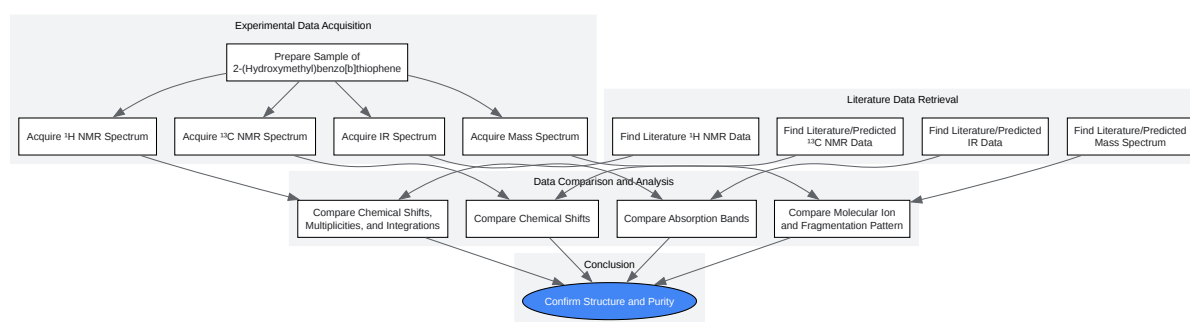 Experimental Data Acquisition
Prepare Sample of
2-(Hydroxymethyl)benzo[b]thiophene
Acquire ¹H NMR Spectrum
Acquire ¹³C NMR Spectrum
Acquire IR Spectrum
Acquire Mass Spectrum
Literature Data Retrieval
Find Literature ¹H NMR Data
Find Literature/Predicted
¹³C NMR Data
Find Literature/Predicted
IR Data
Find Literature/Predicted
Mass Spectrum
Data Comparison and Analysis
Compare Chemical Shifts,
Multiplicities, and Integrations
Compare Chemical Shifts
Compare Absorption Bands
Compare Molecular Ion
and Fragmentation Pattern
Conclusion
Confirm Structure and Purity